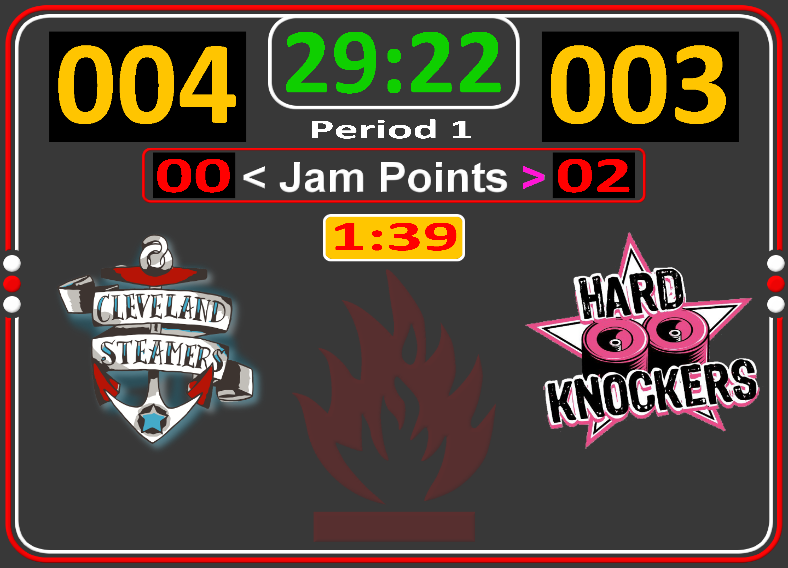 004 29:22 003
Period 1
00 < Jam Points > 02
1:39
CLEVELAND
STEAMERS
HARD
KNOCKERS